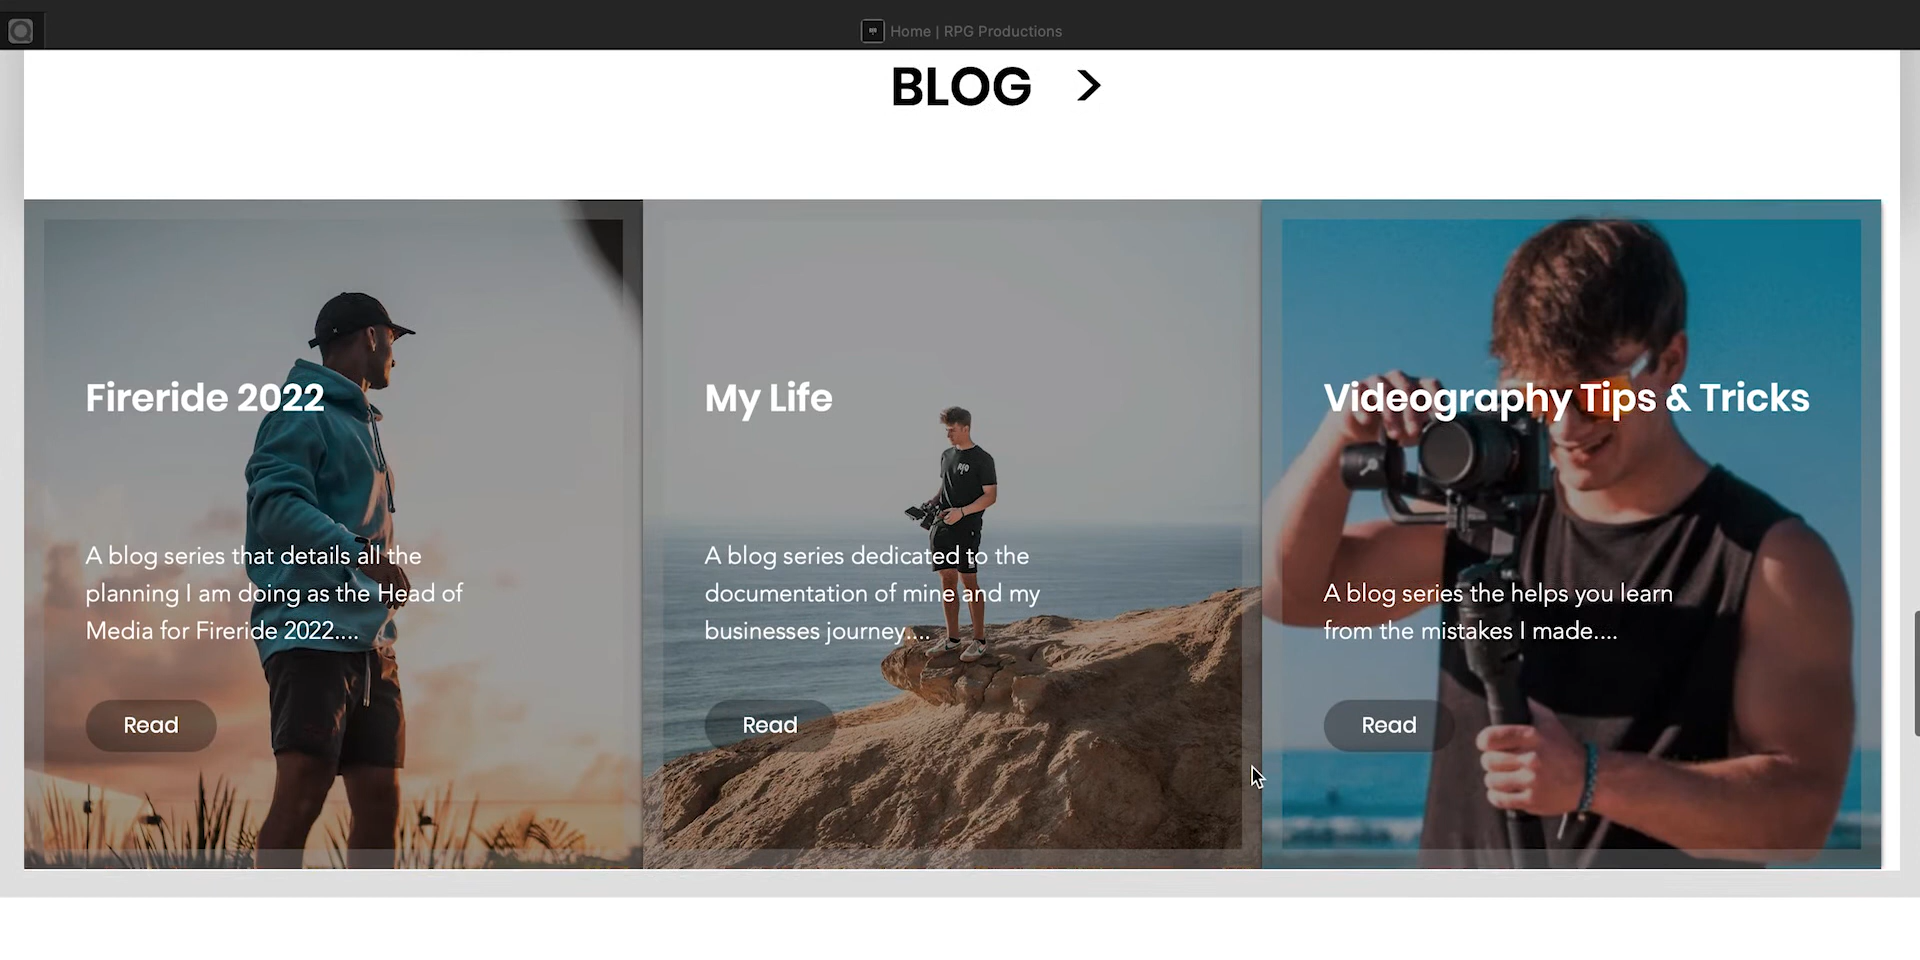 Home | RPG Productions
BLOG >
Fireride 2022
A blog series that details all the
planning I am doing as the Head of
Media for Fireride 2022....
Read
My Life
A blog series dedicated to the
documentation of mine and my
businesses journey....
Read
Videography Tips & Tricks
A blog series the helps you learn
from the mistakes I made....
Read